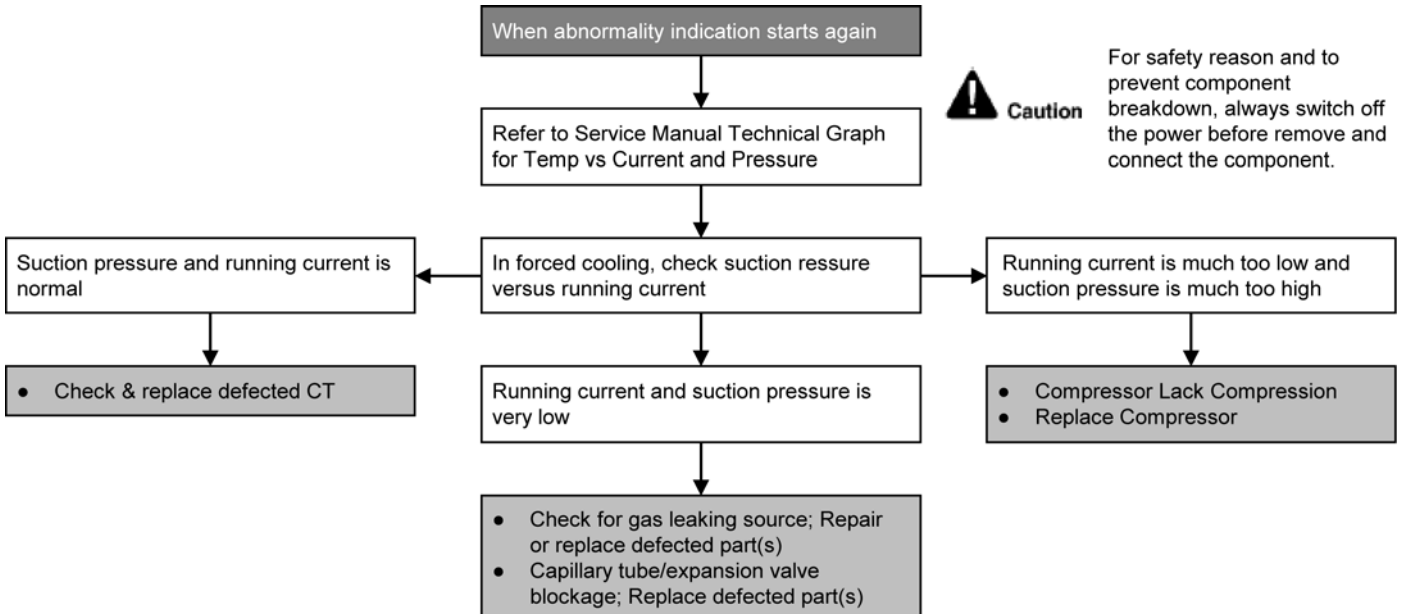 When abnormality indication starts again
Caution
For safety reason and to
prevent component
breakdown, always switch off
the power before remove and
connect the component.
Refer to Service Manual Technical Graph
for Temp vs Current and Pressure
Suction pressure and running current is
normal
In forced cooling, check suction ressure
versus running current
Running current is much too low and
suction pressure is much too high
● Check & replace defected CT
Running current and suction pressure is
very low
● Compressor Lack Compression
● Replace Compressor
● Check for gas leaking source; Repair
or replace defected part(s)
● Capillary tube/expansion valve
blockage; Replace defected part(s)